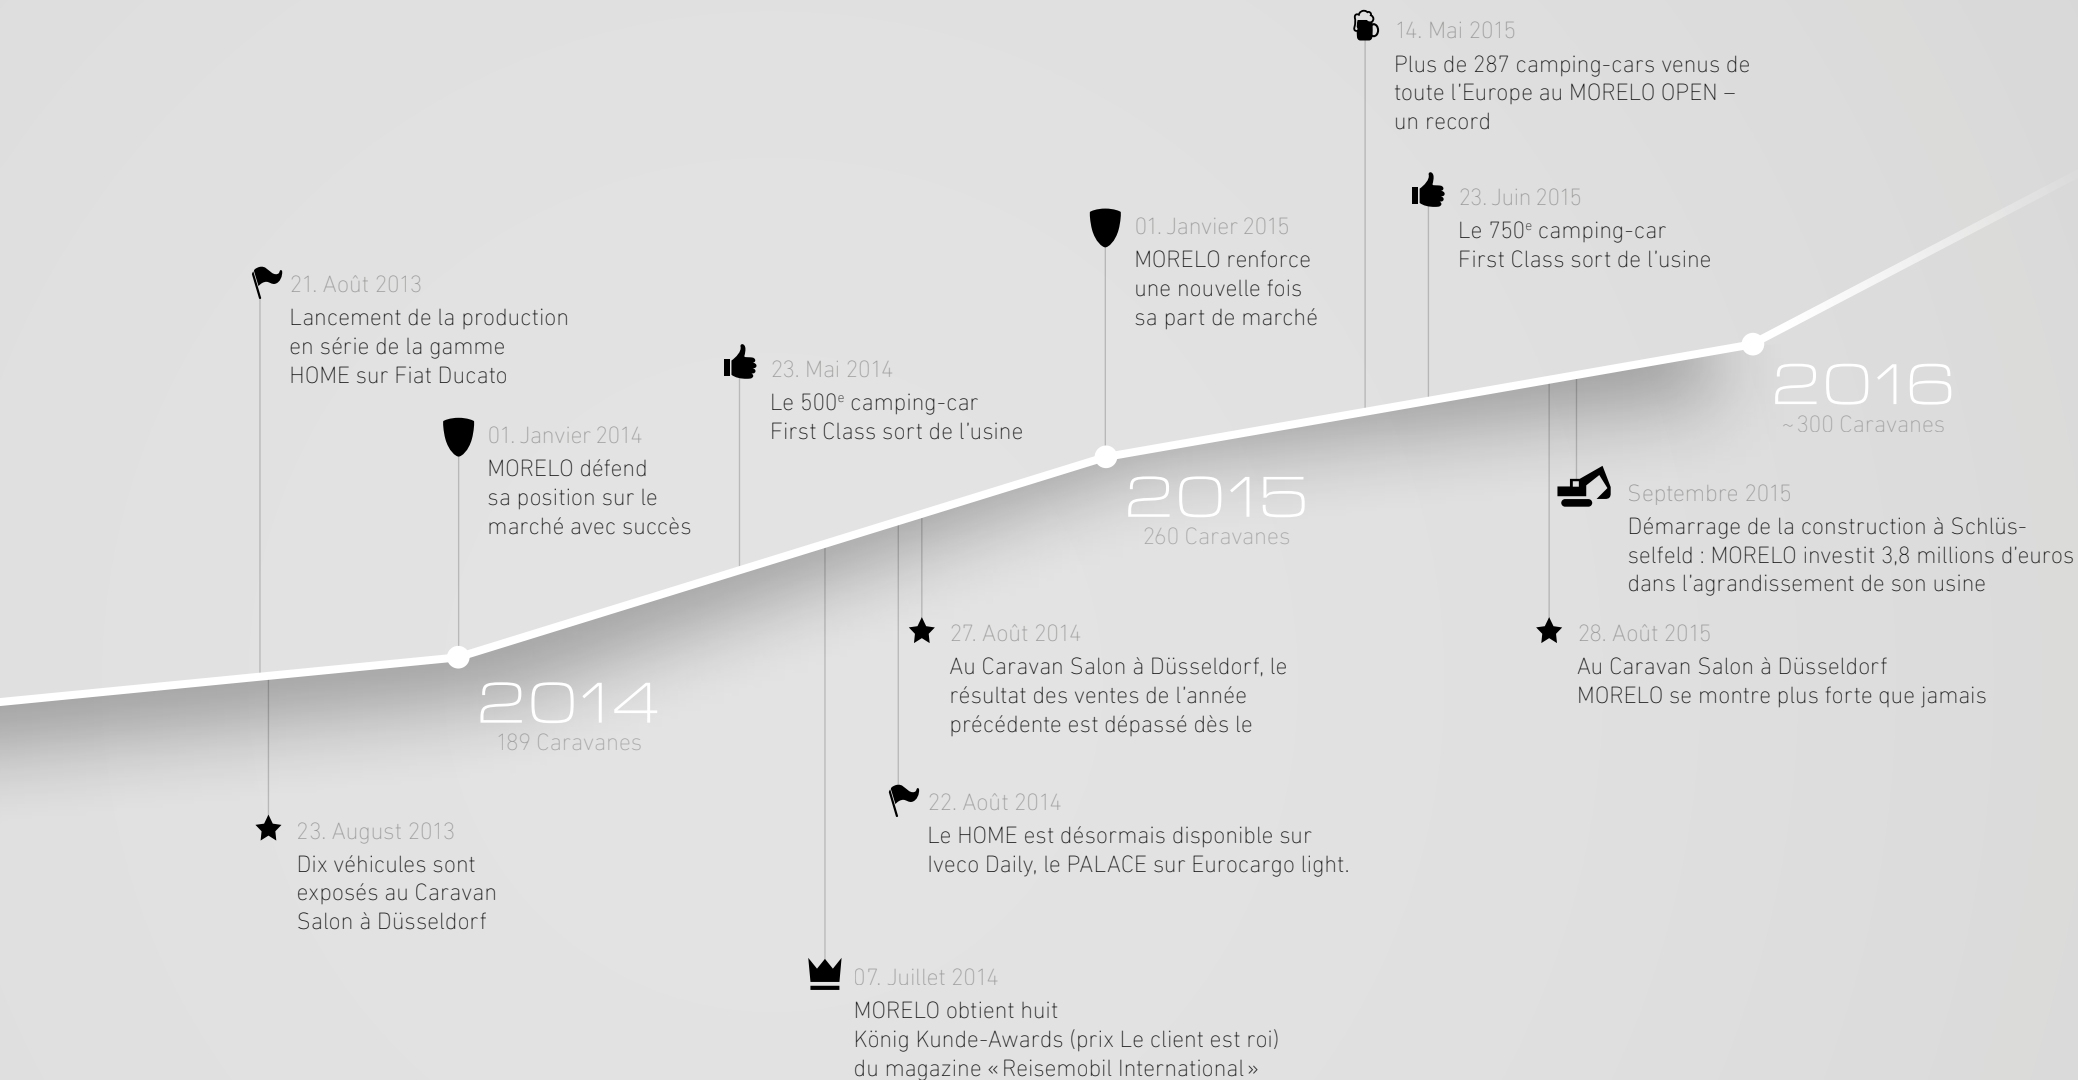 14. Mai 2015
Plus de 287 camping-cars venus de
toute l'Europe au MORELO OPEN –
un record
23. Juin 2015
Le 750e camping-car
First Class sort de l'usine
01. Janvier 2015
MORELO renforce
une nouvelle fois
sa part de marché
21. Août 2013
Lancement de la production
en série de la gamme
HOME sur Fiat Ducato
23. Mai 2014
Le 500e camping-car
First Class sort de l'usine
01. Janvier 2014
MORELO défend
sa position sur le
marché avec succès
2016
~300 Caravanes
2015
260 Caravanes
Septembre 2015
Démarrage de la construction à Schlüs-
selfeld : MORELO investit 3,8 millions d'euros
dans l'agrandissement de son usine
27. Août 2014
Au Caravan Salon à Düsseldorf, le
résultat des ventes de l'année
précédente est dépassé dès le
28. Août 2015
Au Caravan Salon à Düsseldorf
MORELO se montre plus forte que jamais
2014
189 Caravanes
22. Août 2014
Le HOME est désormais disponible sur
Iveco Daily, le PALACE sur Eurocargo light.
23. August 2013
Dix véhicules sont
exposés au Caravan
Salon à Düsseldorf
07. Juillet 2014
MORELO obtient huit
König Kunde-Awards (prix Le client est roi)
du magazine «Reisemobil International»